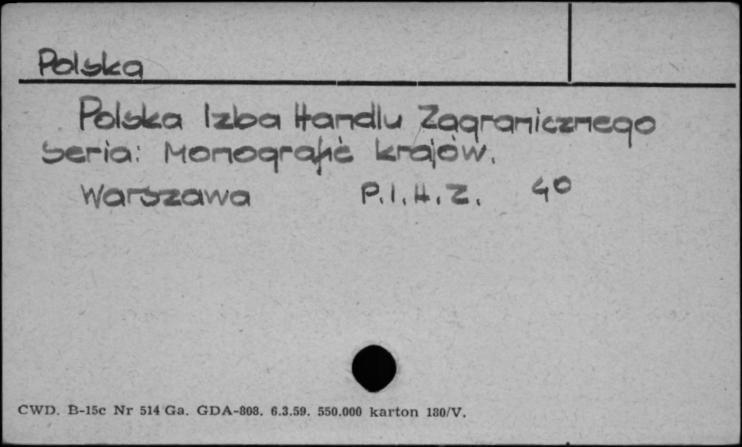 Polska
Polska Izba Handlu Zagranicznego
Seria: Monografie krajów.
Warszawa P.I.H.Z. 4°
CWD. B-15c Nr 514 Ga. GDA-808. 6.3.59. 550.000 karton 180/V.